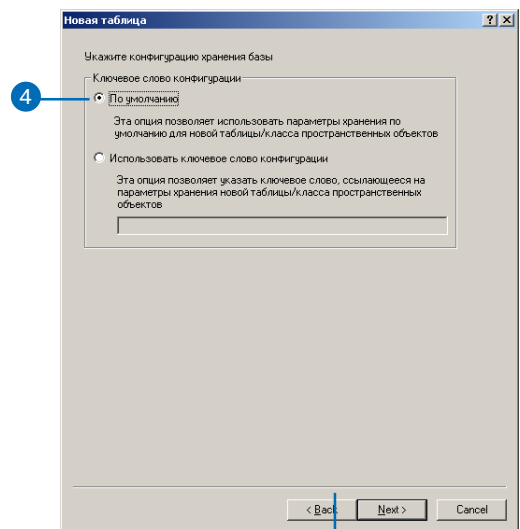 Новая таблица
Укажите конфигурацию хранения базы
Ключевое слово конфигурации
4
По умолчанию
Эта опция позволяет использовать параметры хранения по
умолчанию для новой таблицы/класса пространственных объектов
Использовать ключевое слово конфигурации
Эта опция позволяет указать ключевое слово, ссылающееся на
параметры хранения новой таблицы/класса пространственных
объектов
< Back Next > Cancel